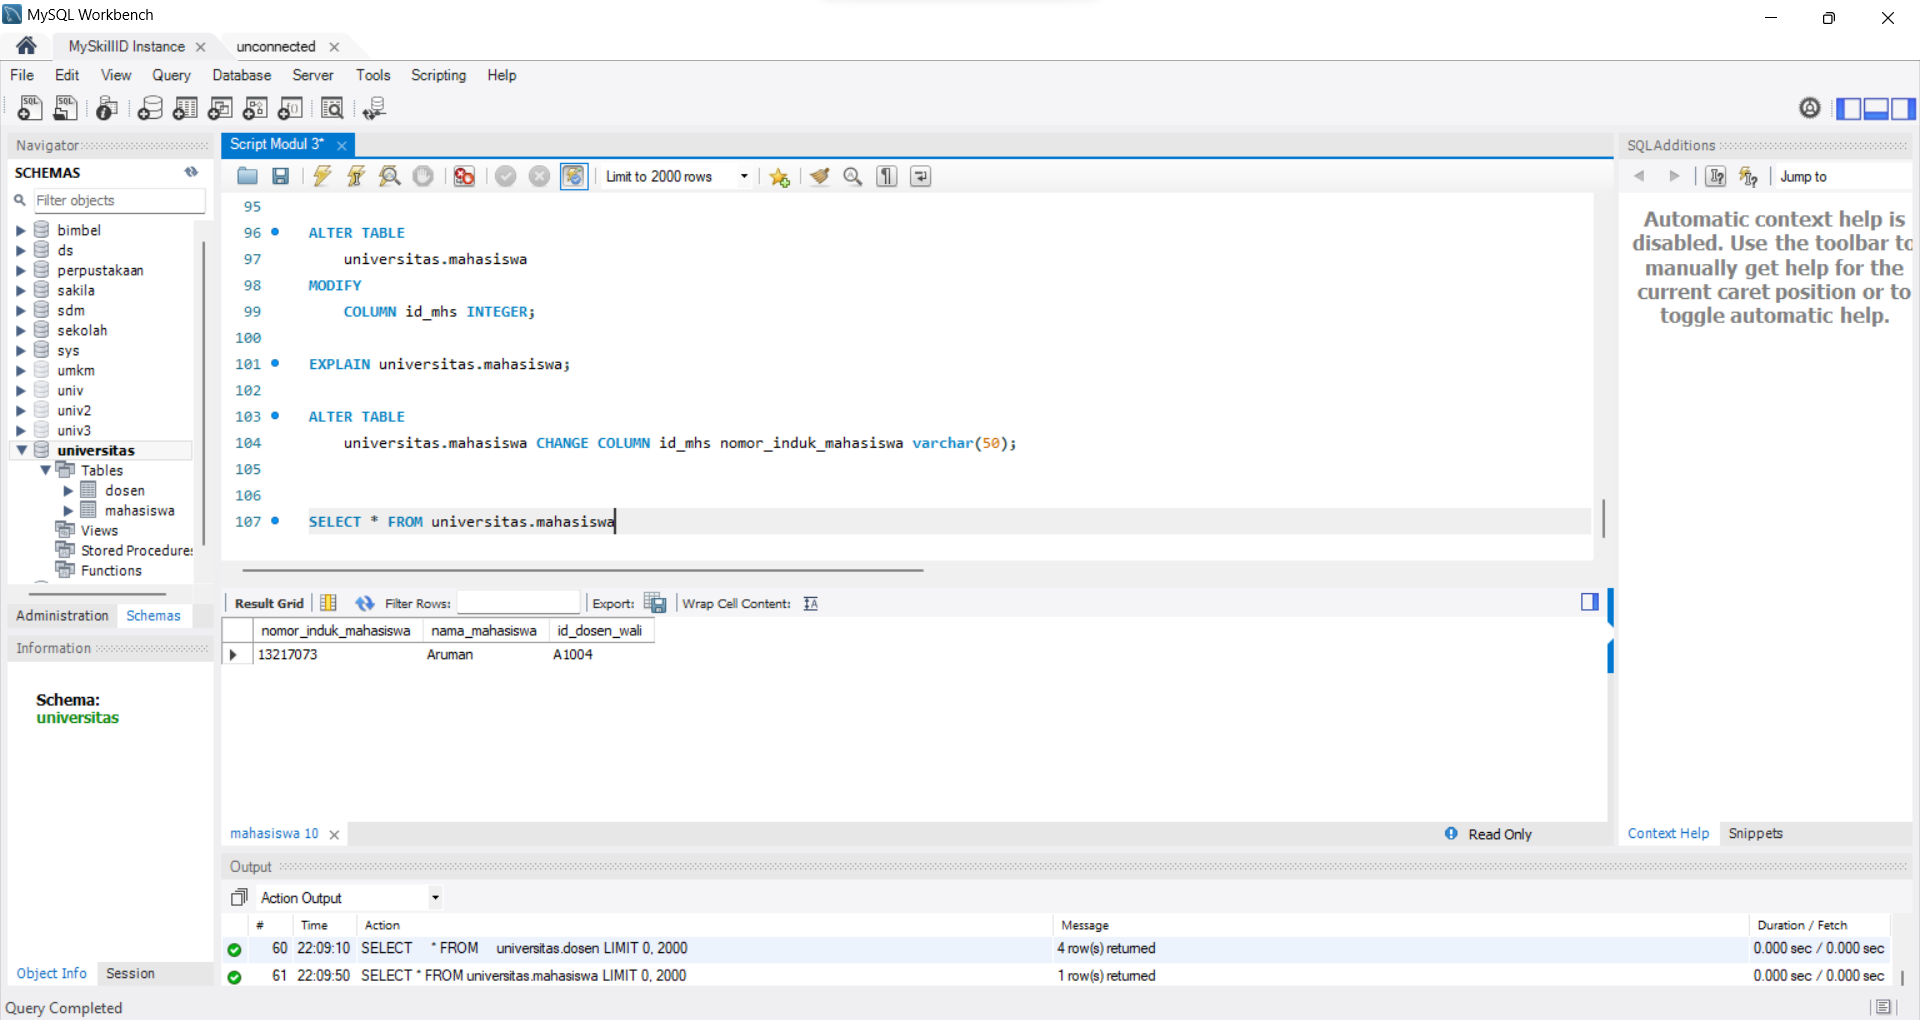 MySQL Workbench
MySkillID Instance
unconnected
File Edit View Query Database Server Tools Scripting Help
Navigator
SCHEMAS
Filter objects
bimbel
ds
perpustakaan
sakila
sdm
sekolah
sys
umkm
univ
univ2
univ3
universitas
Tables
dosen
mahasiswa
Views
Stored Procedures
Functions
Administration Schemas
Information
Schema:
universitas
Object Info Session
Query Completed
Script Modul 3*
Limit to 2000 rows
95
96 ALTER TABLE
97 universitas.mahasiswa
98 MODIFY
99 COLUMN id_mhs INTEGER;
100
101 EXPLAIN universitas.mahasiswa;
102
103 ALTER TABLE
104 universitas.mahasiswa CHANGE COLUMN id_mhs nomor_induk_mahasiswa varchar(50);
105
106
107 SELECT * FROM universitas.mahasiswa
Result Grid Filter Rows: Export: Wrap Cell Content:
nomor_induk_mahasiswa nama_mahasiswa id_dosen_wali
13217073 Aruman A1004
mahasiswa 10
Read Only
Output
Action Output
# Time Action Message Duration / Fetch
60 22:09:10 SELECT * FROM universitas.dosen LIMIT 0, 2000 4 row(s) returned 0.000 sec / 0.000 sec
61 22:09:50 SELECT * FROM universitas.mahasiswa LIMIT 0, 2000 1 row(s) returned 0.000 sec / 0.000 sec
SQLAdditions
Jump to
Automatic context help is
disabled. Use the toolbar to
manually get help for the
current caret position or to
toggle automatic help.
Context Help Snippets